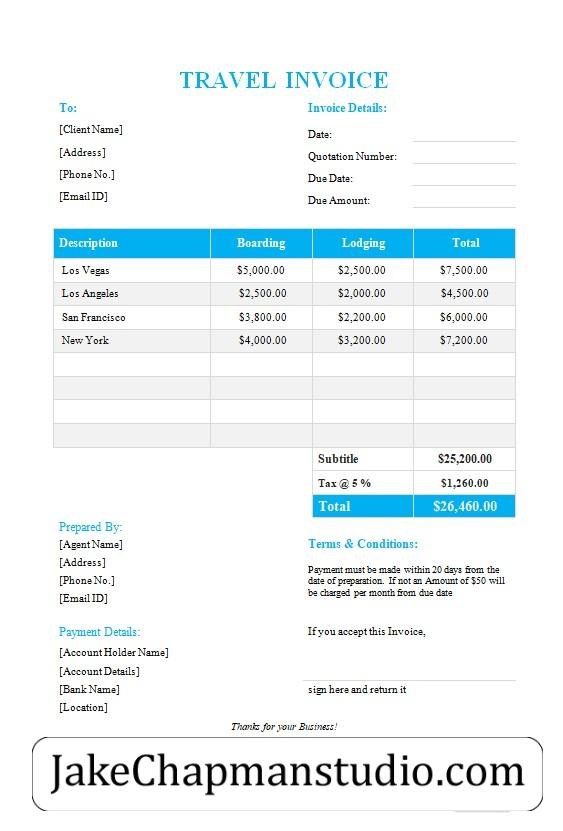 TRAVEL INVOICE
To:
Invoice Details:
[Client Name]
Date:
[Address]
Quotation Number:
[Phone No.]
Due Date:
[Email ID]
Due Amount:
Description Boarding Lodging Total
Los Vegas $5,000.00 $2,500.00 $7,500.00
Los Angeles $2,500.00 $2,000.00 $4,500.00
San Francisco $3,800.00 $2,200.00 $6,000.00
New York $4,000.00 $3,200.00 $7,200.00
Subtitle $25,200.00
Tax @ 5 % $1,260.00
Total $26,460.00
Prepared By:
[Agent Name]
[Address]
[Phone No.]
[Email ID]
Terms & Conditions:
Payment must be made within 20 days from the
date of preparation. If not an Amount of $50 will
be charged per month from due date
Payment Details:
[Account Holder Name]
[Account Details]
[Bank Name]
[Location]
If you accept this Invoice,
sign here and return it
Thanks for your Business!
JakeChapmanstudio.com